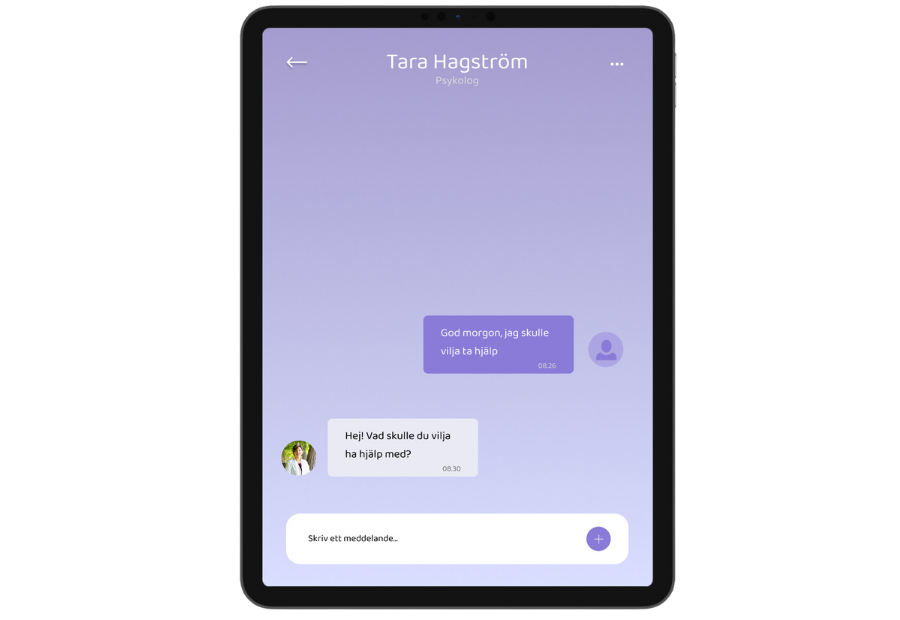 Tara Hagström
Psykolog
God morgon, jag skulle
vilja ta hjälp
08:26
Hej! Vad skulle du vilja
ha hjälp med?
08.30
Skriv ett meddelande...